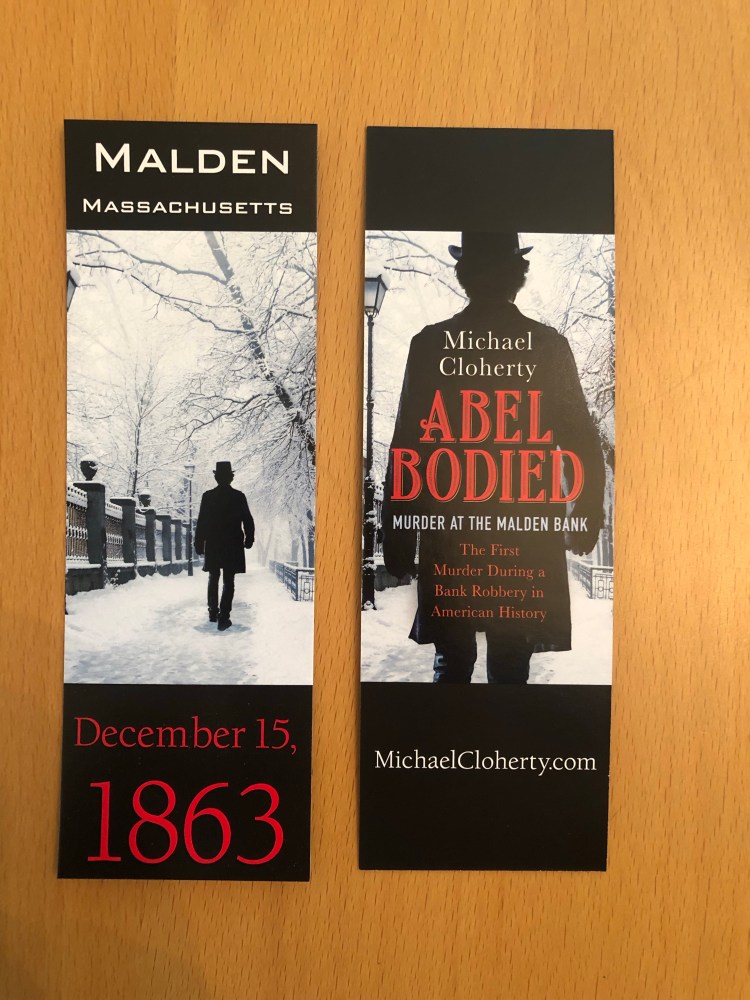 MALDEN
MASSACHUSETTS
December 15,
1863
Michael
Cloherty
ABEL
BODIED
MURDER AT THE MALDEN BANK
The First
Murder During a
Bank Robbery in
American History
MichaelCloherty.com